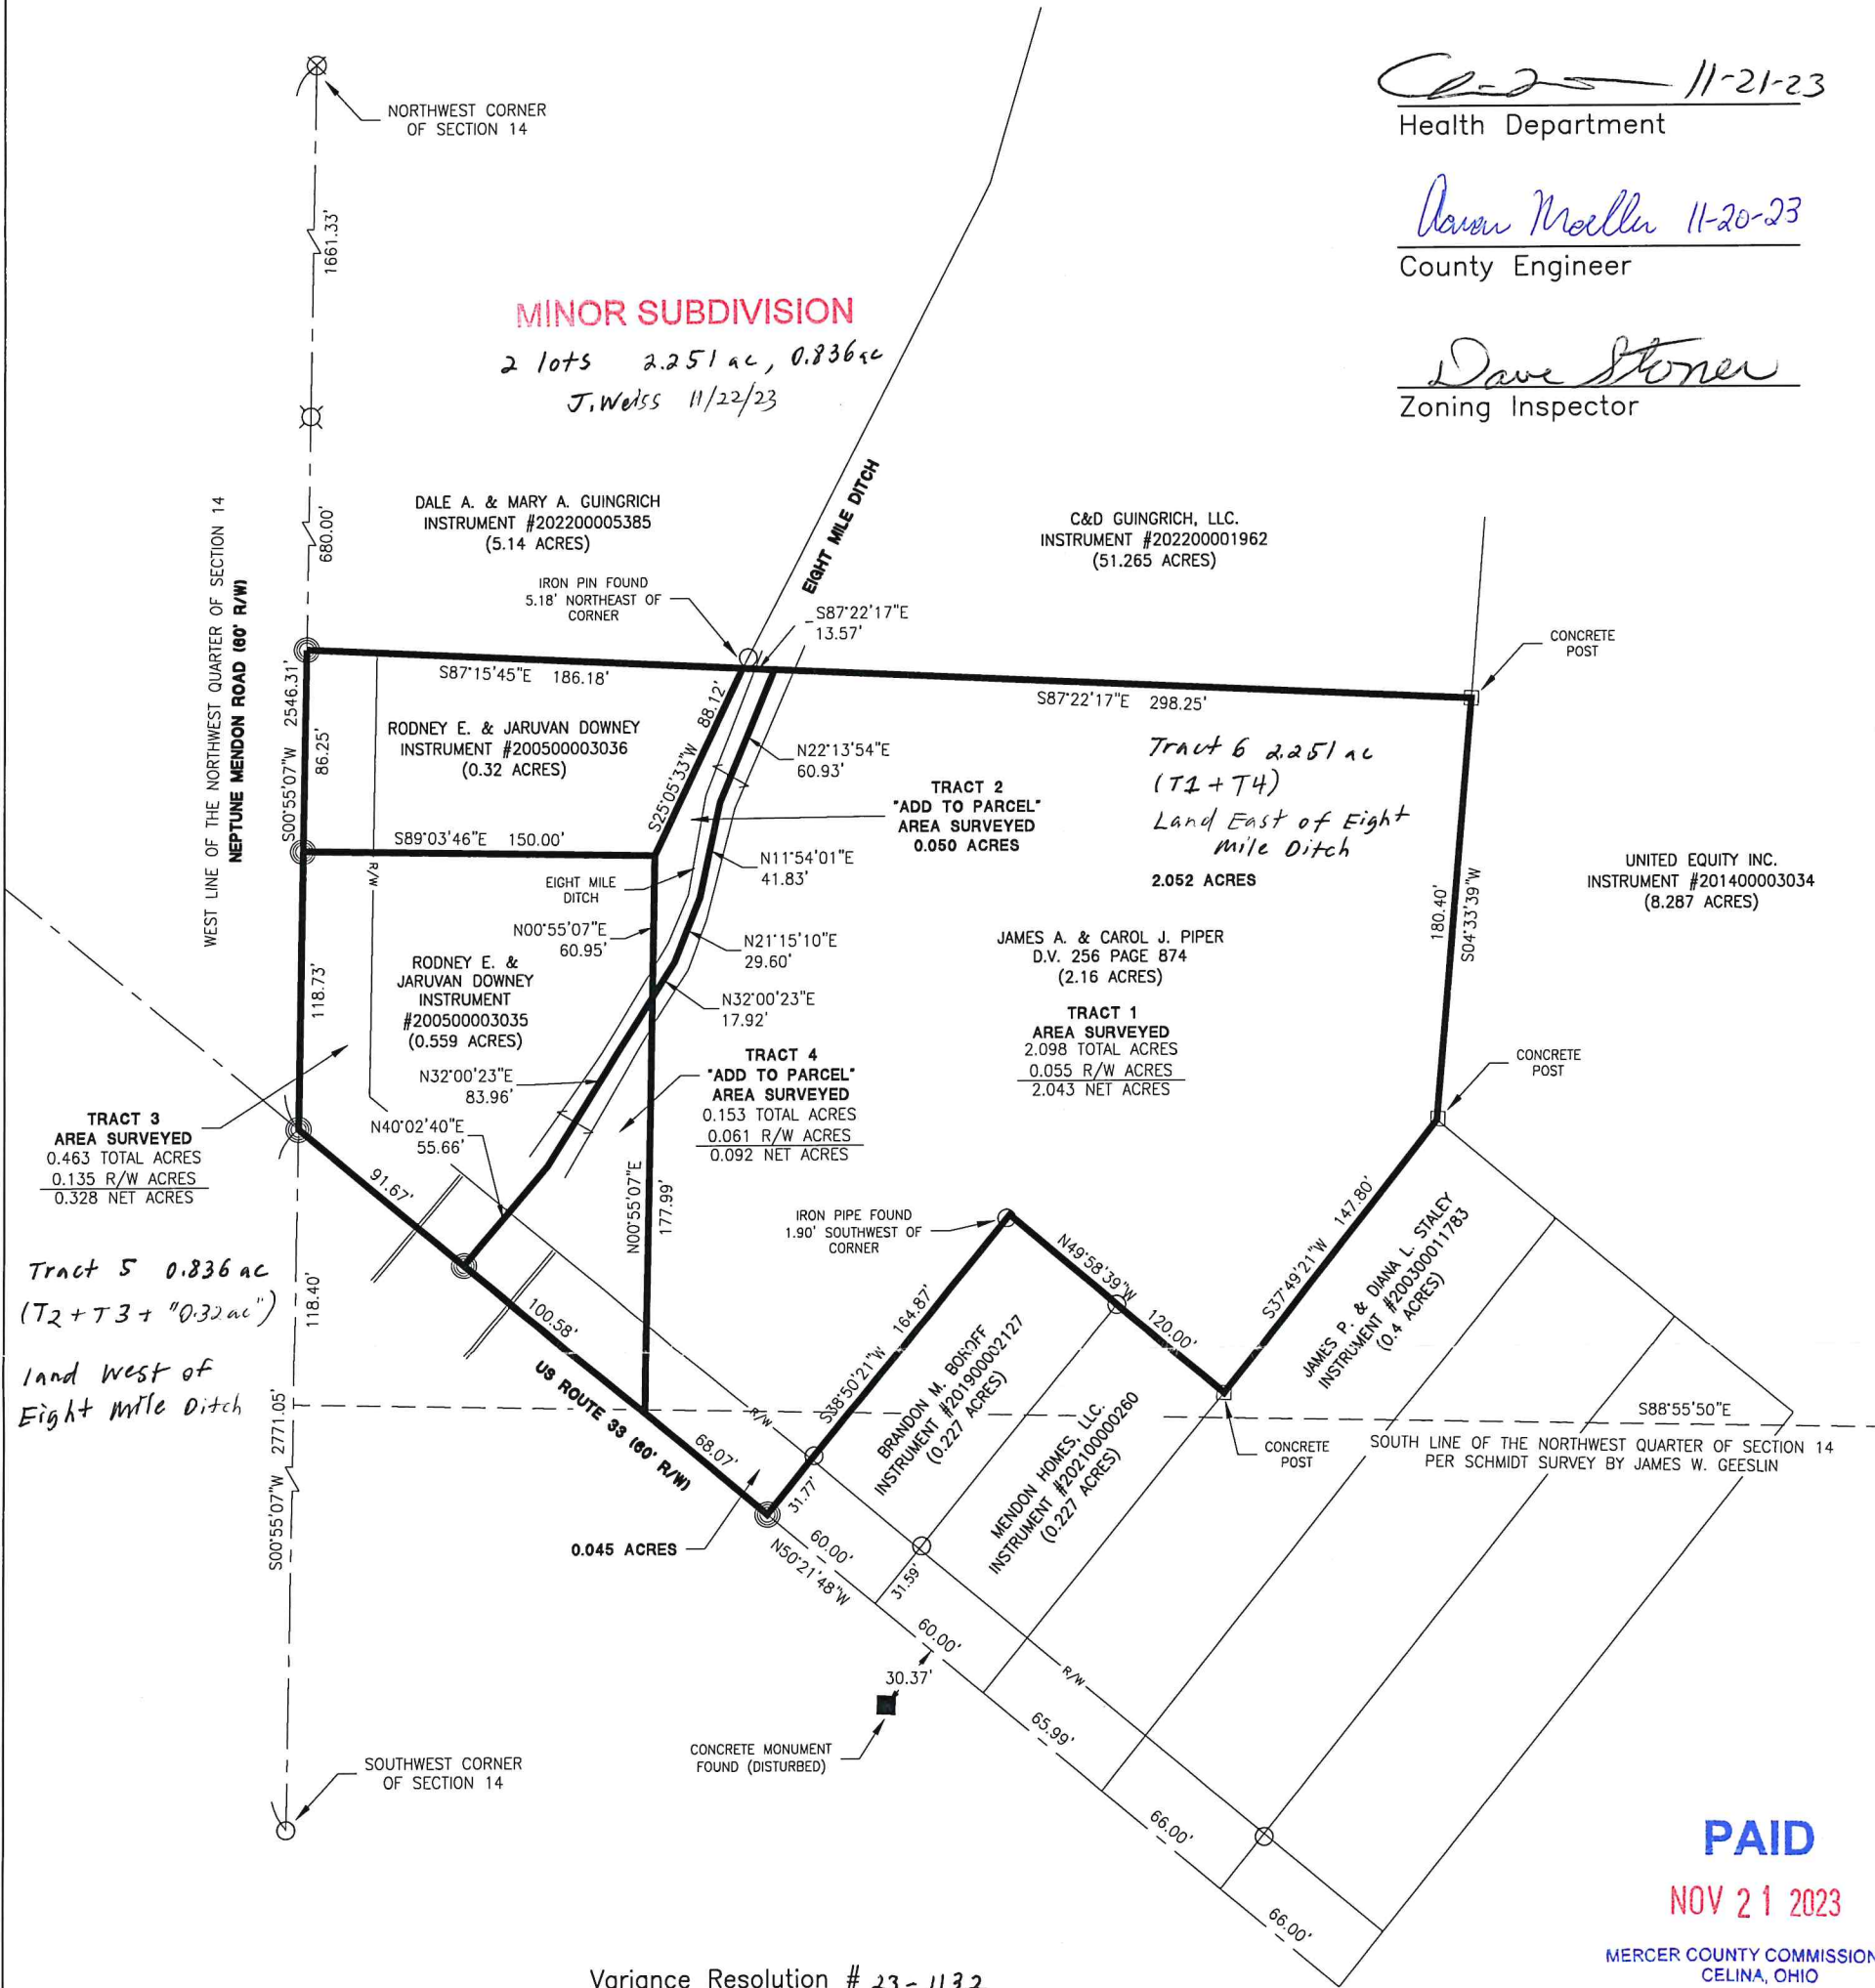 11-21-23
Health Department
Aaron Moeller 11-20-23
County Engineer
Dave Stoner
Zoning Inspector
NORTHWEST CORNER
OF SECTION 14
1661.33'
MINOR SUBDIVISION
2 lots 2.251 ac, 0.836 ac
J. Weiss 11/22/23
680.00'
DALE A. & MARY A. GUINGRICH
INSTRUMENT #202200005385
(5.14 ACRES)
EIGHT MILE DITCH
C&D GUINGRICH, LLC.
INSTRUMENT #202200001962
(51.265 ACRES)
IRON PIN FOUND
5.18' NORTHEAST OF
CORNER
S87°22'17"E
13.57'
CONCRETE
POST
WEST LINE OF THE NORTHWEST QUARTER OF SECTION 14
NEPTUNE MENDON ROAD (60' R/W)
S00°55'07"W 2546.31'
86.25'
S87°15'45"E 186.18'
S87°22'17"E 298.25'
RODNEY E. & JARUVAN DOWNEY
INSTRUMENT #200500003036
(0.32 ACRES)
S25°05'33"W 88.12'
N22°13'54"E
60.93'
TRACT 2
"ADD TO PARCEL"
AREA SURVEYED
0.050 ACRES
Tract 6 2.251 ac
(T1 + T4)
Land East of Eight
Mile Ditch
2.052 ACRES
S89°03'46"E 150.00'
R/W
N11°54'01"E
41.83'
EIGHT MILE
DITCH
UNITED EQUITY INC.
INSTRUMENT #201400003034
(8.287 ACRES)
180.40'
S04°33'39"W
N00°55'07"E
60.95'
N21°15'10"E
29.60'
JAMES A. & CAROL J. PIPER
D.V. 256 PAGE 874
(2.16 ACRES)
118.73'
RODNEY E. &
JARUVAN DOWNEY
INSTRUMENT
#200500003035
(0.559 ACRES)
N32°00'23"E
17.92'
TRACT 1
AREA SURVEYED
2.098 TOTAL ACRES
0.055 R/W ACRES
2.043 NET ACRES
N32°00'23"E
83.96'
TRACT 4
"ADD TO PARCEL"
AREA SURVEYED
0.153 TOTAL ACRES
0.061 R/W ACRES
0.092 NET ACRES
CONCRETE
POST
TRACT 3
AREA SURVEYED
0.463 TOTAL ACRES
0.135 R/W ACRES
0.328 NET ACRES
N40°02'40"E
55.66'
91.67'
N00°55'07"E
177.99'
IRON PIPE FOUND
1.90' SOUTHWEST OF
CORNER
N49°58'39"W
120.00'
S37°49'21"W 147.80'
JAMES P. & DIANA L. STALEY
INSTRUMENT #200300011783
(0.4 ACRES)
Tract 5 0.836 ac
(T2 + T3 + "0.32 ac")
land west of
Eight Mile Ditch
118.40'
100.58'
US ROUTE 33 (60' R/W)
68.07'
R/W
S38°50'21"W 164.87'
31.77'
BRANDON M. BOROFF
INSTRUMENT #201900002127
(0.227 ACRES)
MENDON HOMES, LLC.
INSTRUMENT #202100000260
(0.227 ACRES)
CONCRETE
POST
S88°55'50"E
SOUTH LINE OF THE NORTHWEST QUARTER OF SECTION 14
PER SCHMIDT SURVEY BY JAMES W. GEESLIN
S00°55'07"W 2771.05'
0.045 ACRES
60.00'
N50°21'48"W
31.59'
60.00'
30.37'
R/W
65.99'
CONCRETE MONUMENT
FOUND (DISTURBED)
SOUTHWEST CORNER
OF SECTION 14
66.00'
66.00'
PAID
NOV 21 2023
MERCER COUNTY COMMISSION
CELINA, OHIO
Variance Resolution # 23-1132